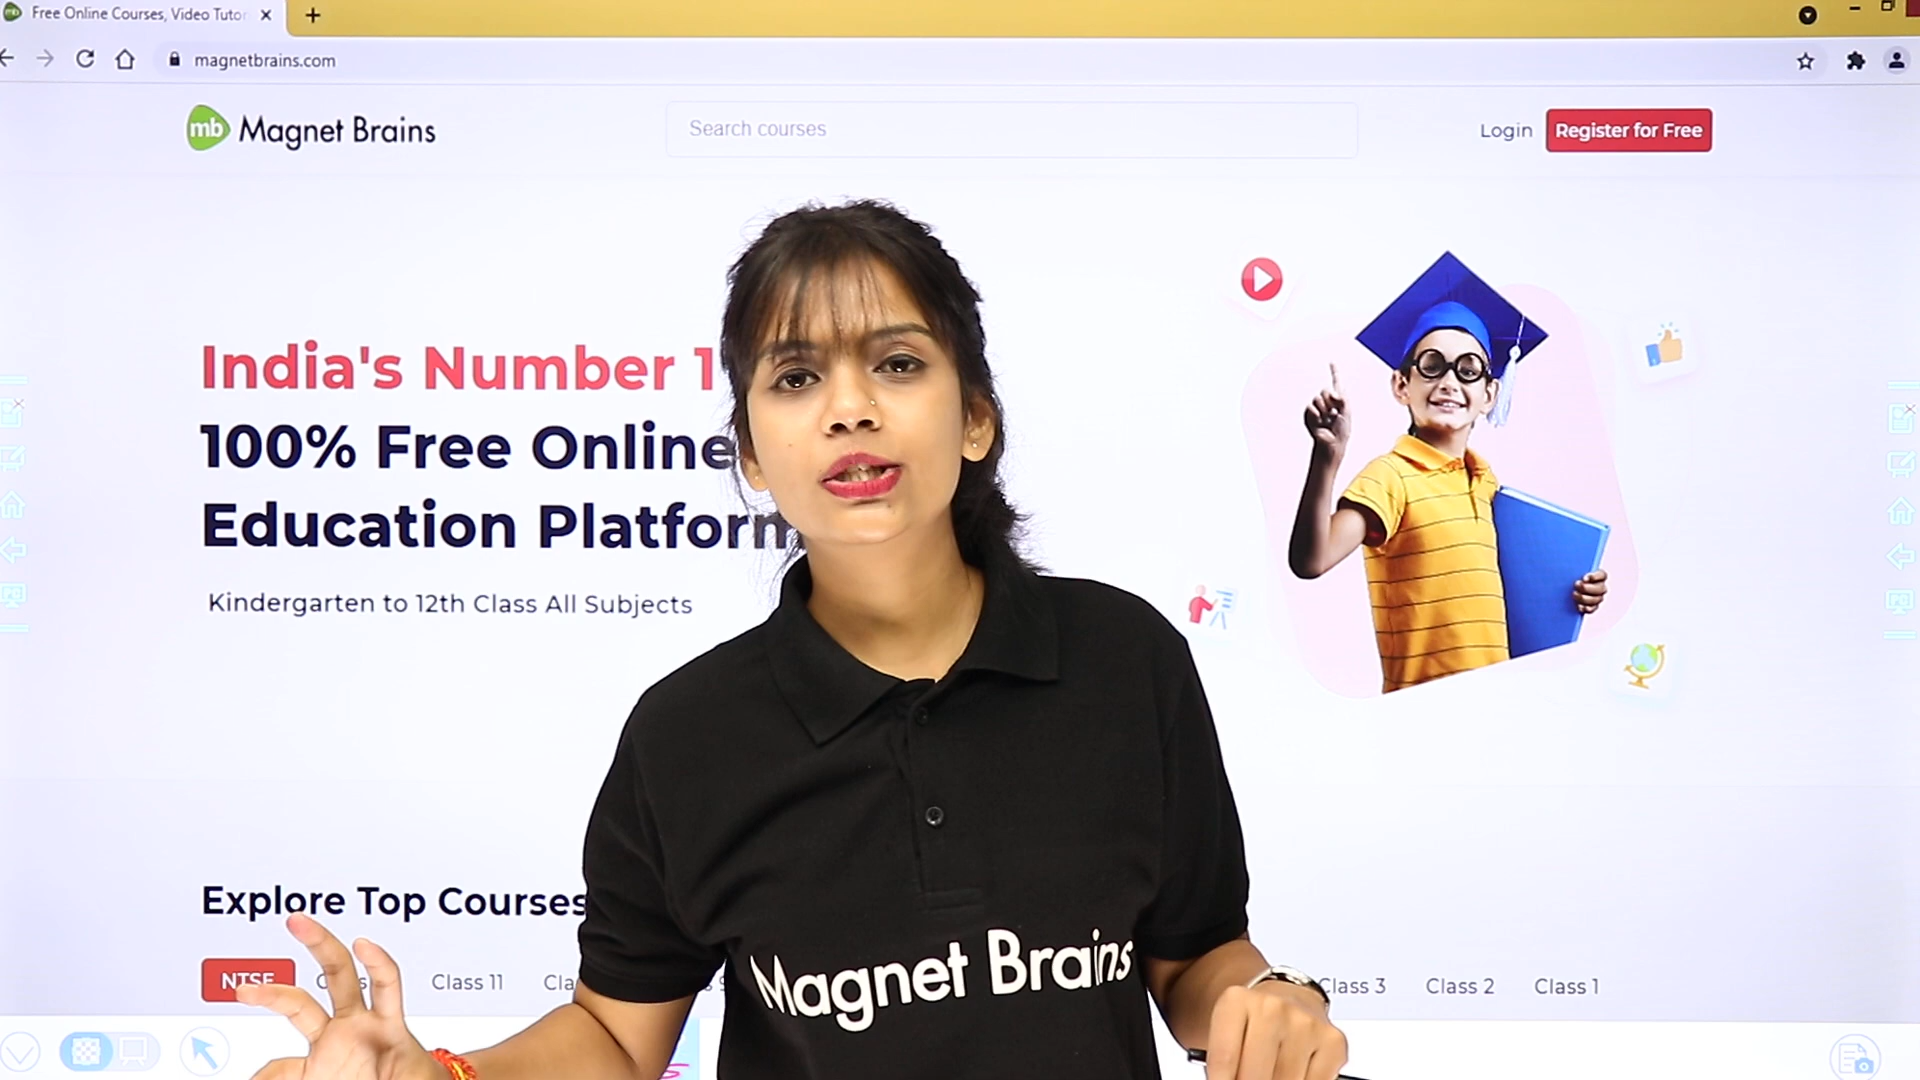 Free Online Courses, Video Tutor
magnetbrains.com
mb Magnet Brains
Search courses
Login
Register for Free
India's Number 1
100% Free Online
Education Platform
Kindergarten to 12th Class All Subjects
Explore Top Courses
NTSE
Class 11
Class 3
Class 2
Class 1
Magnet Brains